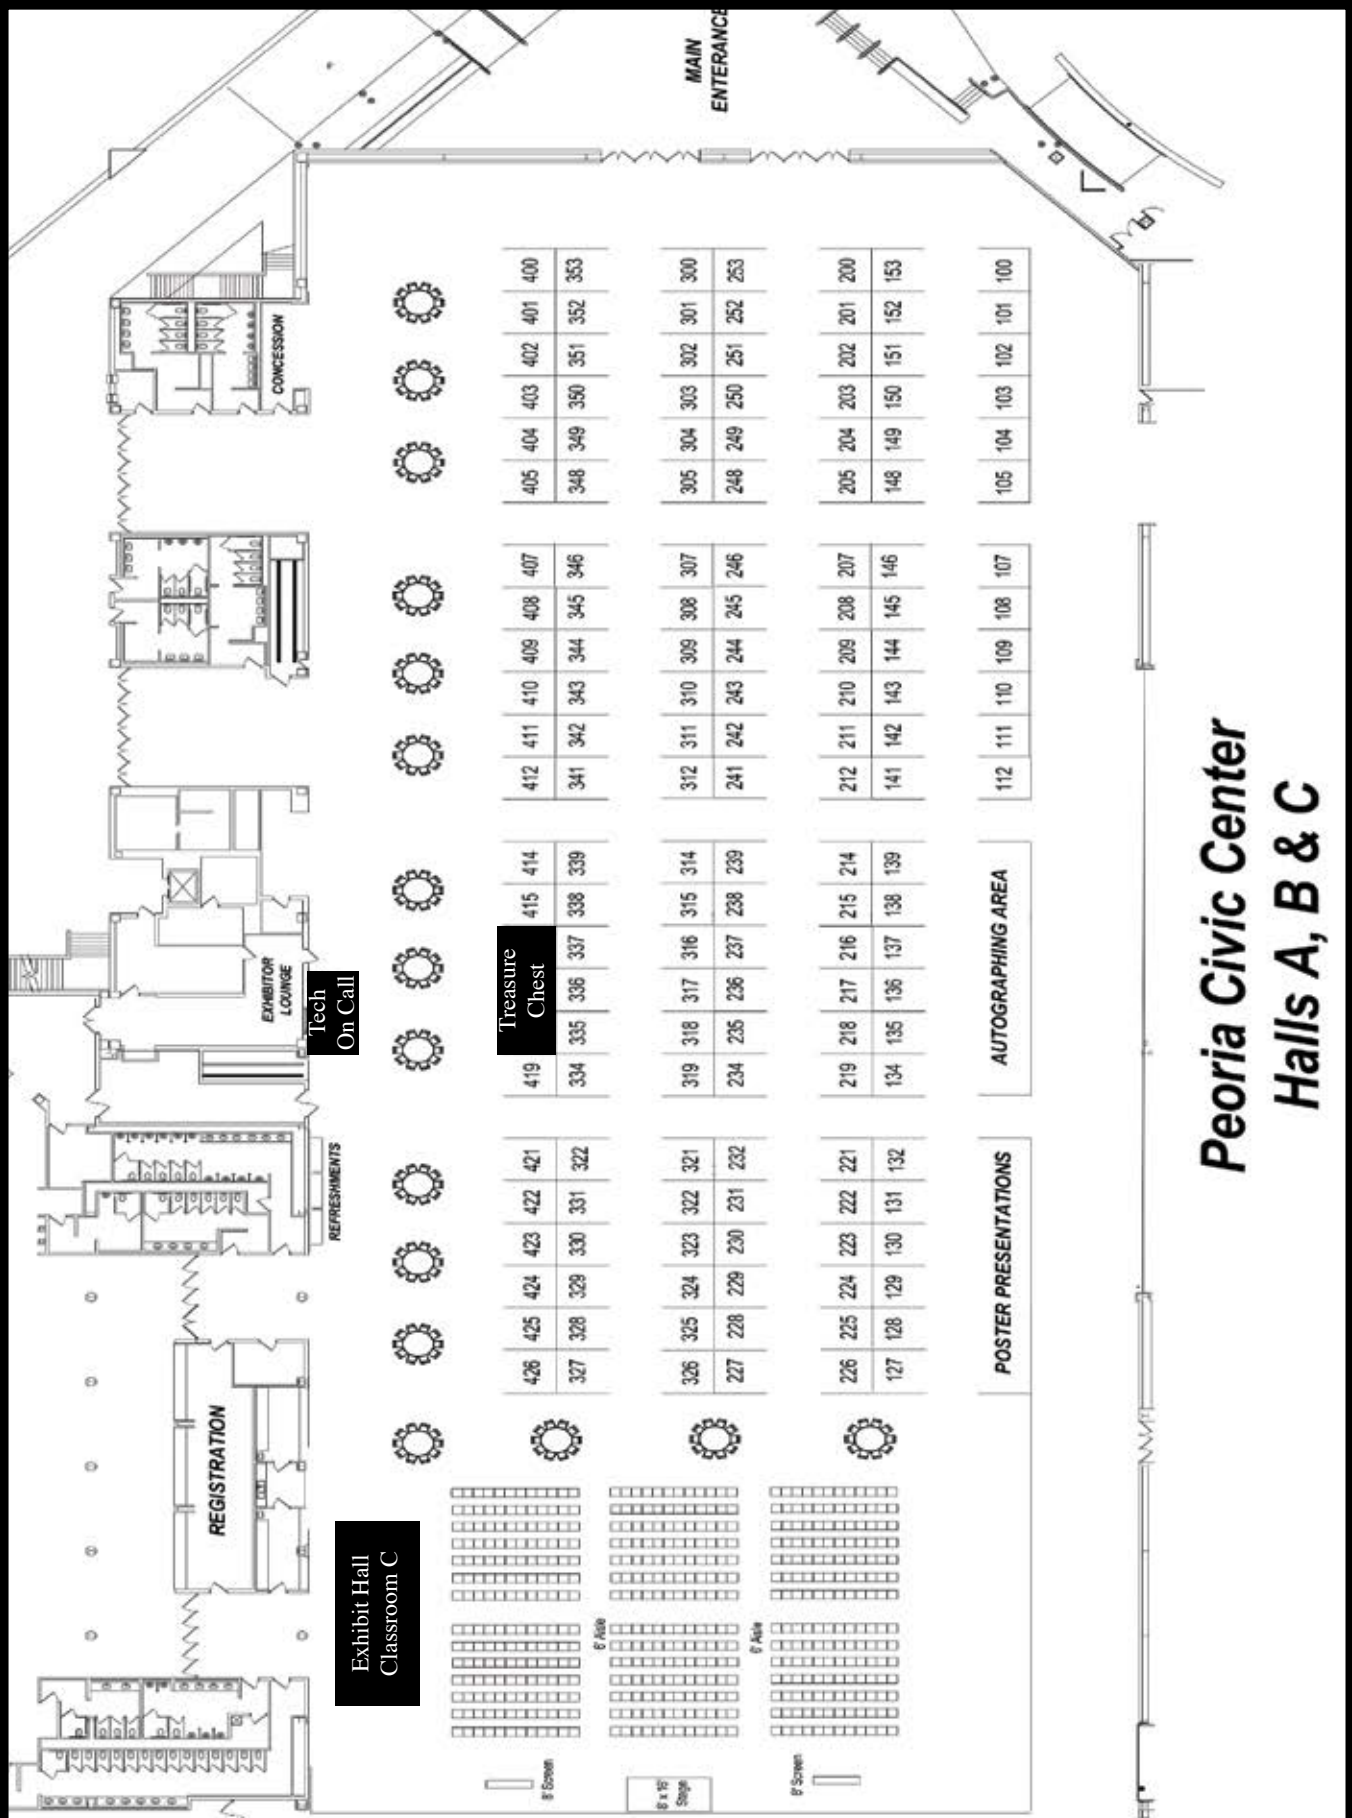 MAIN
ENTERANCE
CONCESSION
400 353 300 253 200 153 100
401 352 301 252 201 152 101
402 351 302 251 202 151 102
403 350 303 250 203 150 103
404 349 304 249 204 149 104
405 348 305 248 205 148 105
407 346 307 246 207 146 107
408 345 308 245 208 145 108
409 344 309 244 209 144 109
410 343 310 243 210 143 110
411 342 311 242 211 142 111
412 341 312 241 212 141 112
414 339 314 239 214 139
415 338 315 238 215 138
337 316 237 216 137
336 317 236 217 136
335 318 235 218 135
419 334 319 234 219 134
EXHIBITOR
LOUNGE
Tech
On Call
Treasure
Chest
AUTOGRAPHING AREA
Peoria Civic Center
Halls A, B & C
REFRESHMENTS
421 322 321 232 221 132
422 331 322 231 222 131
423 330 323 230 223 130
424 329 324 229 224 129
425 328 325 228 225 128
426 327 326 227 226 127
POSTER PRESENTATIONS
REGISTRATION
Exhibit Hall
Classroom C
6' Aisle
6' Aisle
8' Screen
8' x 16'
Stage
8' Screen